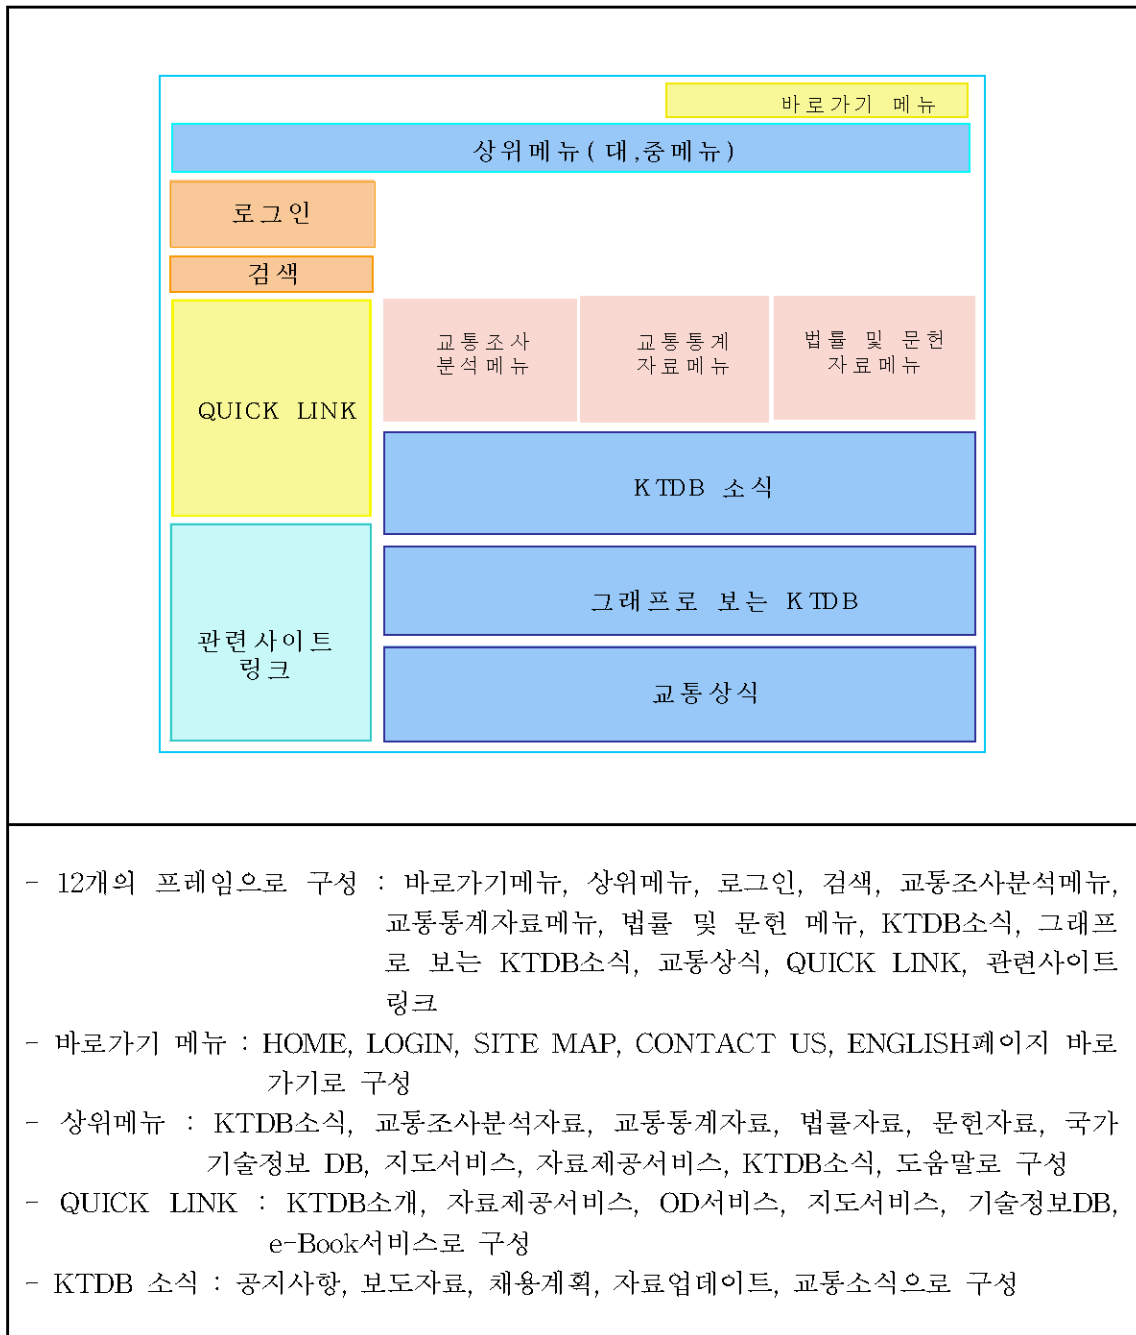 바로가기 메뉴
상위메뉴(대,중메뉴)
로그인
검색
QUICK LINK
교통조사
분석메뉴
교통통계
자료메뉴
법률 및 문헌
자료메뉴
KTDB 소식
그래프로 보는 KTDB
관련사이트
링크
교통상식
- 12개의 프레임으로 구성 : 바로가기메뉴, 상위메뉴, 로그인, 검색, 교통조사분석메뉴,
교통통계자료메뉴, 법률 및 문헌 메뉴, KTDB소식, 그래프
로 보는 KTDB소식, 교통상식, QUICK LINK, 관련사이트
링크
- 바로가기 메뉴 : HOME, LOGIN, SITE MAP, CONTACT US, ENGLISH페이지 바로
가기로 구성
- 상위메뉴 : KTDB소식, 교통조사분석자료, 교통통계자료, 법률자료, 문헌자료, 국가
기술정보 DB, 지도서비스, 자료제공서비스, KTDB소식, 도움말로 구성
- QUICK LINK : KTDB소개, 자료제공서비스, OD서비스, 지도서비스, 기술정보DB,
e-Book서비스로 구성
- KTDB 소식 : 공지사항, 보도자료, 채용계획, 자료업데이트, 교통소식으로 구성